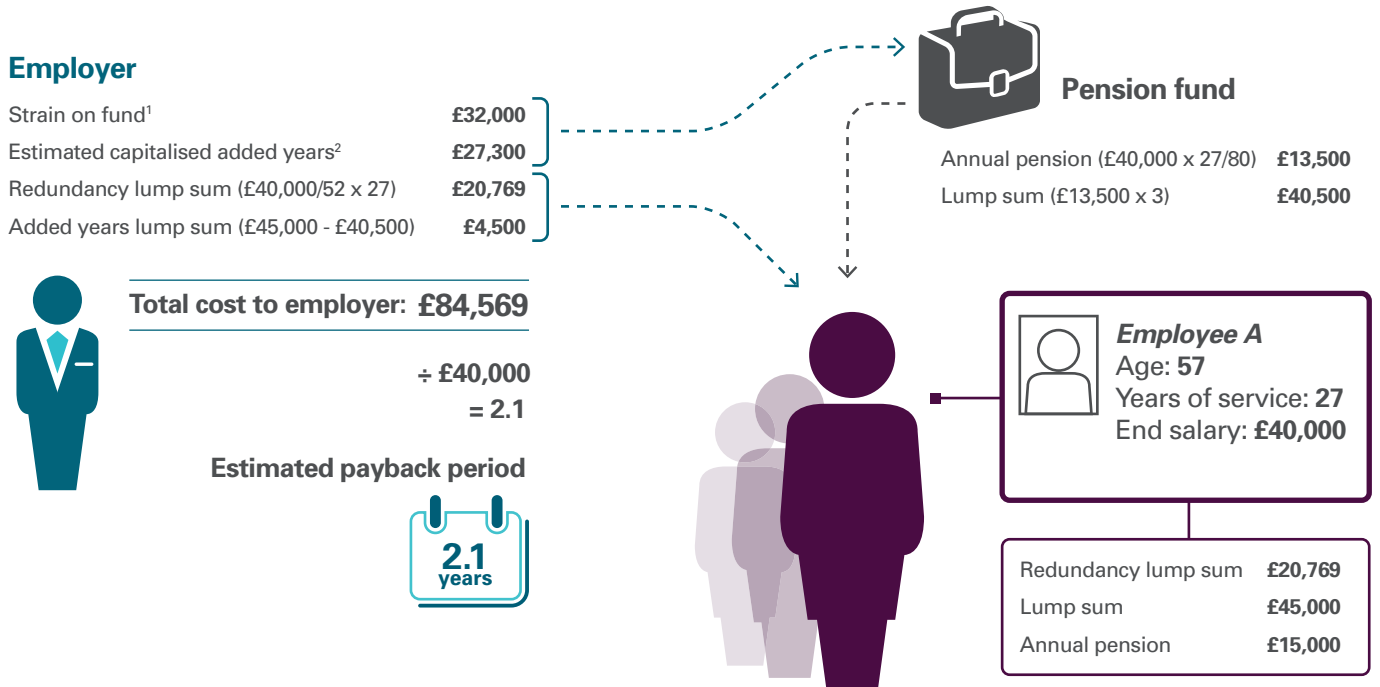 Employer
Strain on fund¹ £32,000
Estimated capitalised added years² £27,300
Redundancy lump sum (£40,000/52 x 27) £20,769
Added years lump sum (£45,000 - £40,500) £4,500
Total cost to employer: £84,569
÷ £40,000
= 2.1
Estimated payback period
2.1
years
Pension fund
Annual pension (£40,000 x 27/80) £13,500
Lump sum (£13,500 x 3) £40,500
Employee A
Age: 57
Years of service: 27
End salary: £40,000
Redundancy lump sum £20,769
Lump sum £45,000
Annual pension £15,000